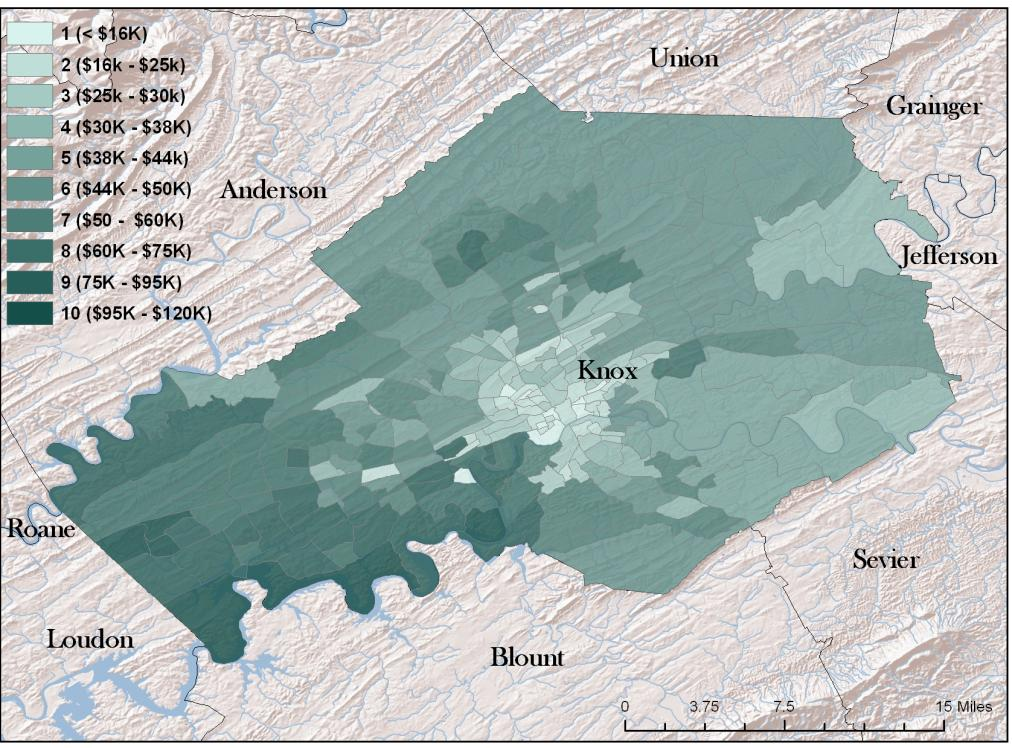 1 (< $16K)
2 ($16k - $25k)
3 ($25k - $30k)
4 ($30K - $38K)
5 ($38K - $44k)
6 ($44K - $50K)
7 ($50 - $60K)
8 ($60K - $75K)
9 (75K - $95K)
10 ($95K - $120K)
Union
Grainger
Anderson
Jefferson
Knox
Roane
Sevier
Loudon
Blount
0 3.75 7.5 15 Miles